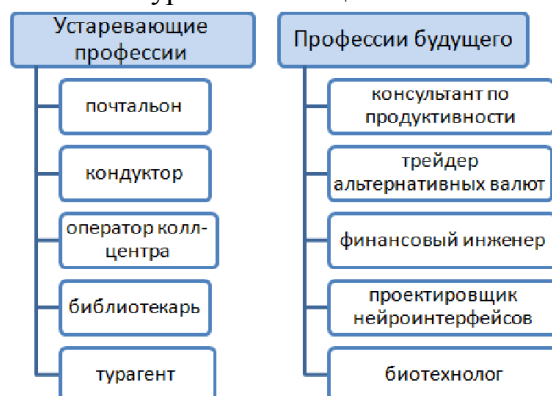 Устаревающие
профессии
почтальон
кондуктор
оператор колл-
центра
библиотекарь
турагент
Профессии будущего
консультант по
продуктивности
трейдер
альтернативных валют
финансовый инженер
проектировщик
нейроинтерфейсов
биотехнолог